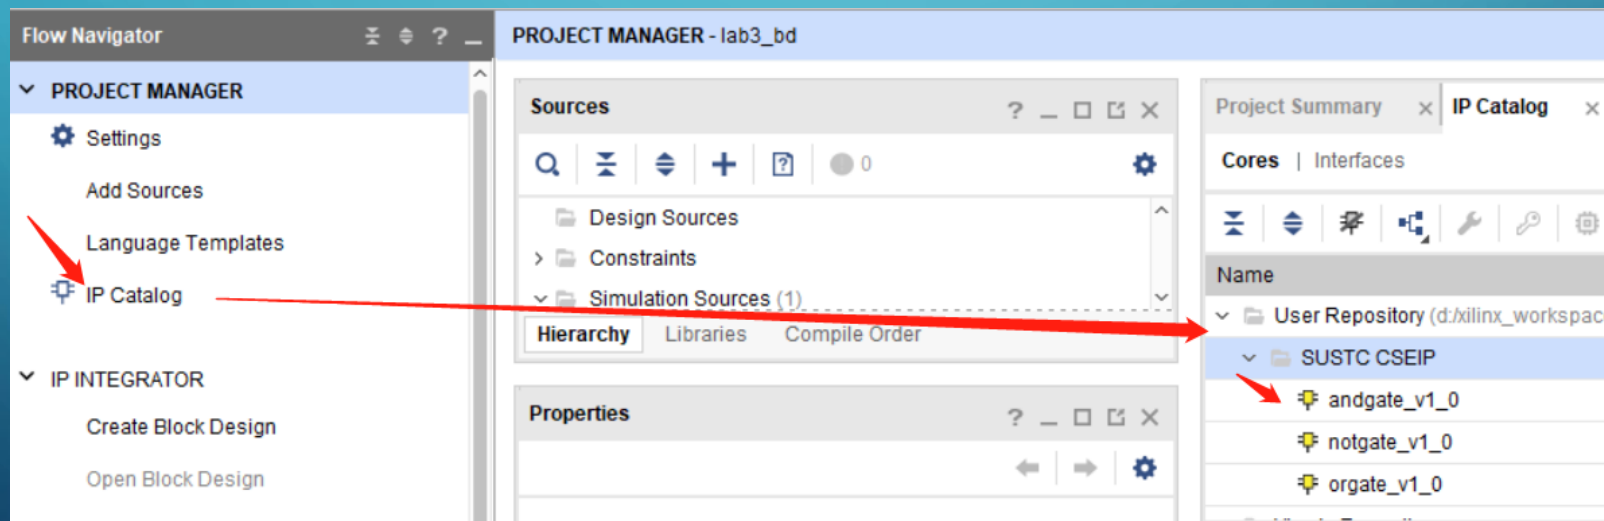 Flow Navigator
PROJECT MANAGER
Settings
Add Sources
Language Templates
IP Catalog
IP INTEGRATOR
Create Block Design
Open Block Design
PROJECT MANAGER - lab3_bd
Sources
0
Design Sources
Constraints
Simulation Sources (1)
Hierarchy Libraries Compile Order
Properties
Project Summary IP Catalog
Cores | Interfaces
Name
User Repository (d:/xilinx_workspac
SUSTC CSEIP
andgate_v1_0
notgate_v1_0
orgate_v1_0